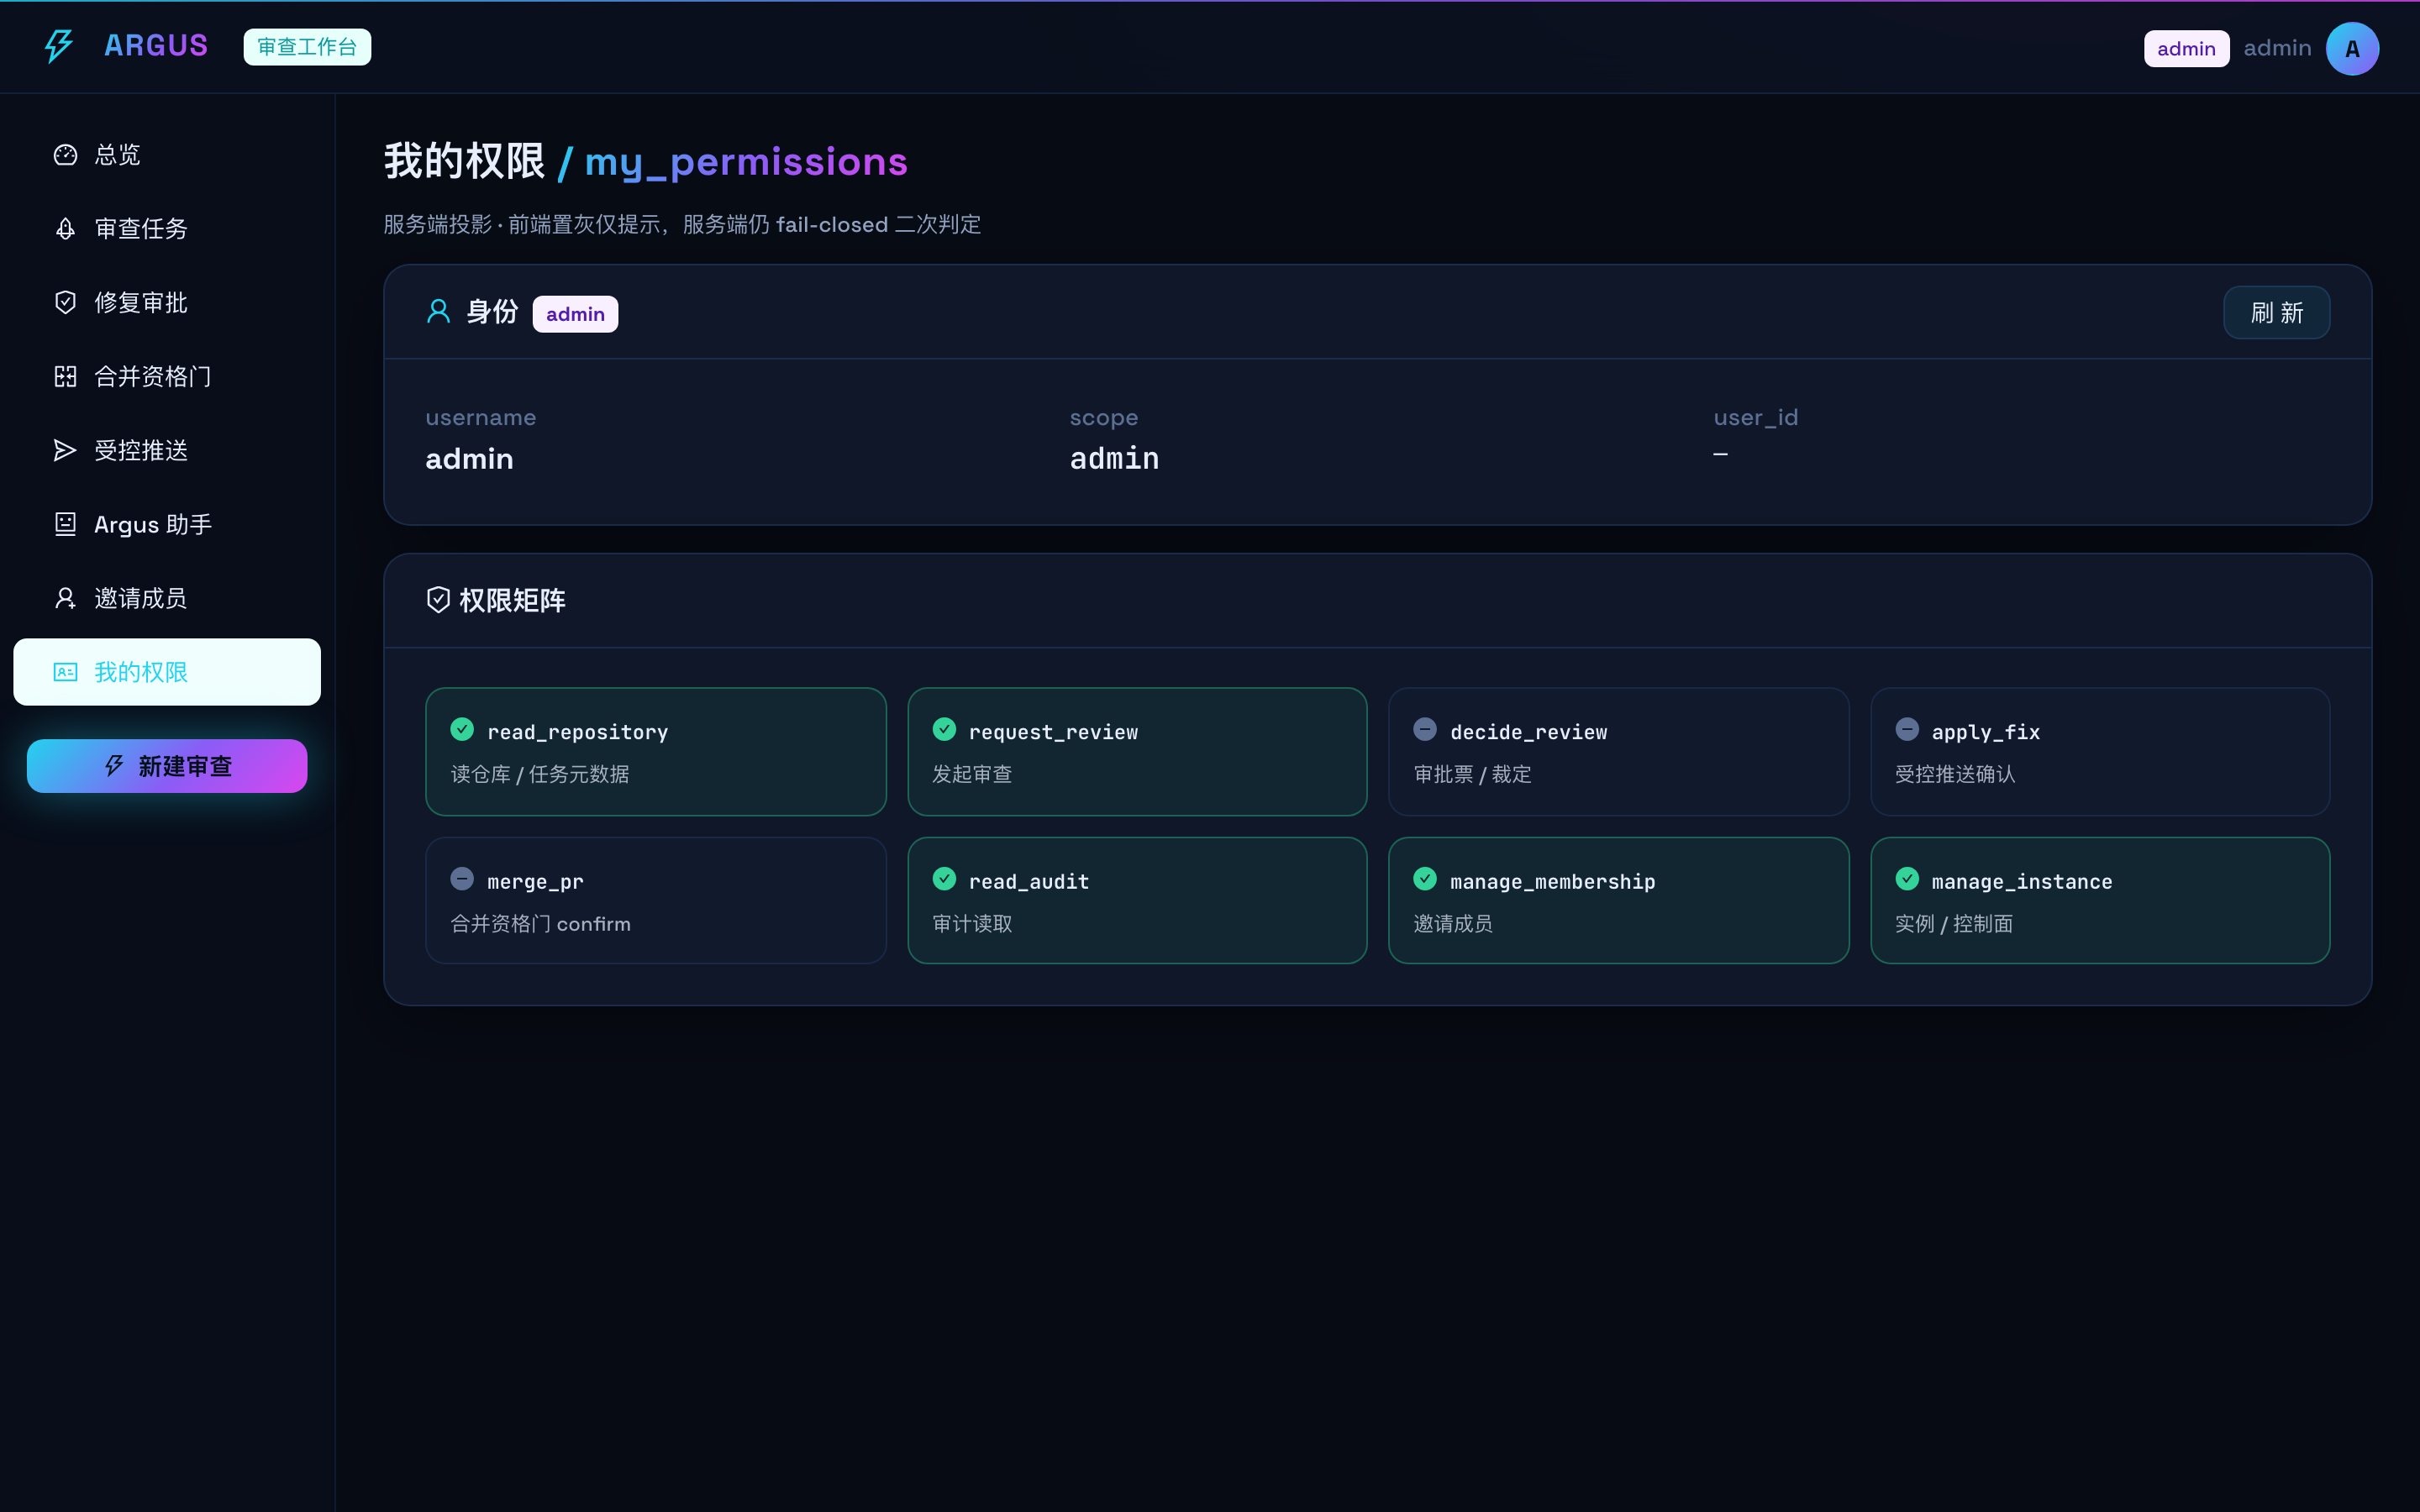 ARGUS 审查工作台 admin admin A
总览
审查任务
修复审批
合并资格门
受控推送
Argus 助手
邀请成员
我的权限
新建审查
我的权限 / my_permissions
服务端投影 · 前端置灰仅提示，服务端仍 fail-closed 二次判定
身份 admin 刷 新
username scope user_id
admin admin —
权限矩阵
read_repository request_review decide_review apply_fix
读仓库 / 任务元数据 发起审查 审批票 / 裁定 受控推送确认
merge_pr read_audit manage_membership manage_instance
合并资格门 confirm 审计读取 邀请成员 实例 / 控制面